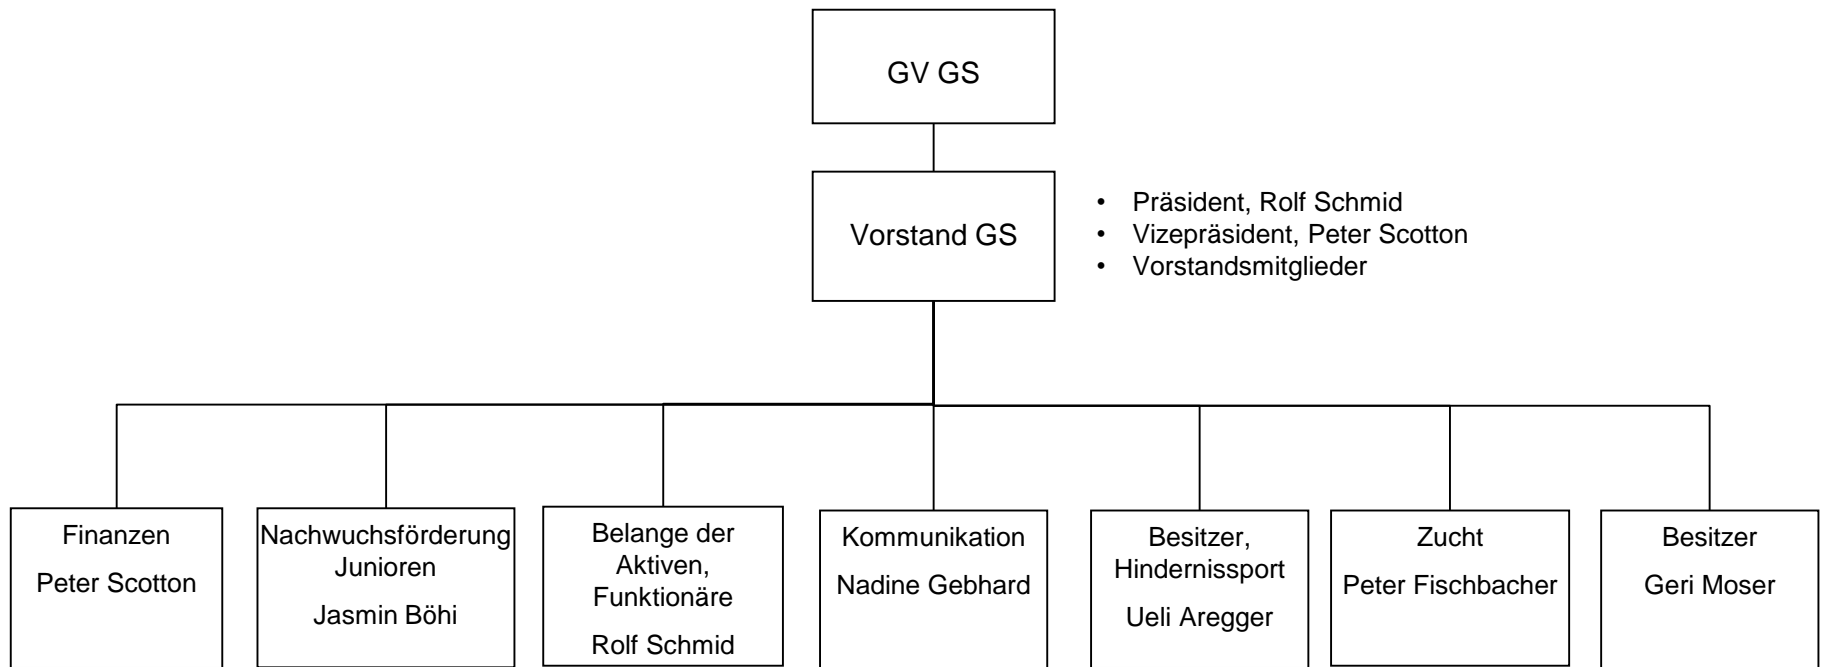 GV GS
Vorstand GS
• Präsident, Rolf Schmid
• Vizepräsident, Peter Scotton
• Vorstandsmitglieder
Finanzen
Peter Scotton
Nachwuchsförderung
Junioren
Jasmin Böhi
Belange der
Aktiven,
Funktionäre
Rolf Schmid
Kommunikation
Nadine Gebhard
Besitzer,
Hindernissport
Ueli Aregger
Zucht
Peter Fischbacher
Besitzer
Geri Moser